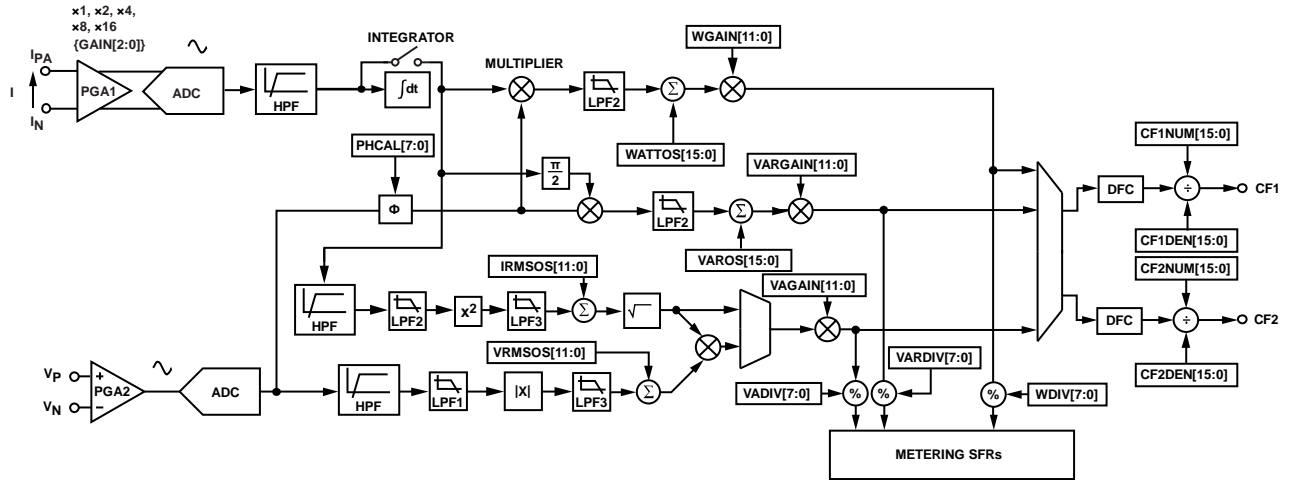 ×1, ×2, ×4,
×8, ×16
{GAIN[2:0]}
I
IPA
IN
PGA1
ADC
HPF
INTEGRATOR
∫dt
MULTIPLIER
LPF2
Σ
WGAIN[11:0]
WATTOS[15:0]
PHCAL[7:0]
Φ
π
2
LPF2
Σ
VARGAIN[11:0]
VAROS[15:0]
HPF
LPF2
x2
LPF3
IRMSOS[11:0]
Σ
√
VAGAIN[11:0]
VP
VN
+
−
PGA2
ADC
HPF
LPF1
|X|
LPF3
VRMSOS[11:0]
Σ
VADIV[7:0]
%
%
VARDIV[7:0]
%
WDIV[7:0]
METERING SFRs
DFC
CF1NUM[15:0]
÷
CF1
CF1DEN[15:0]
CF2NUM[15:0]
DFC
÷
CF2
CF2DEN[15:0]